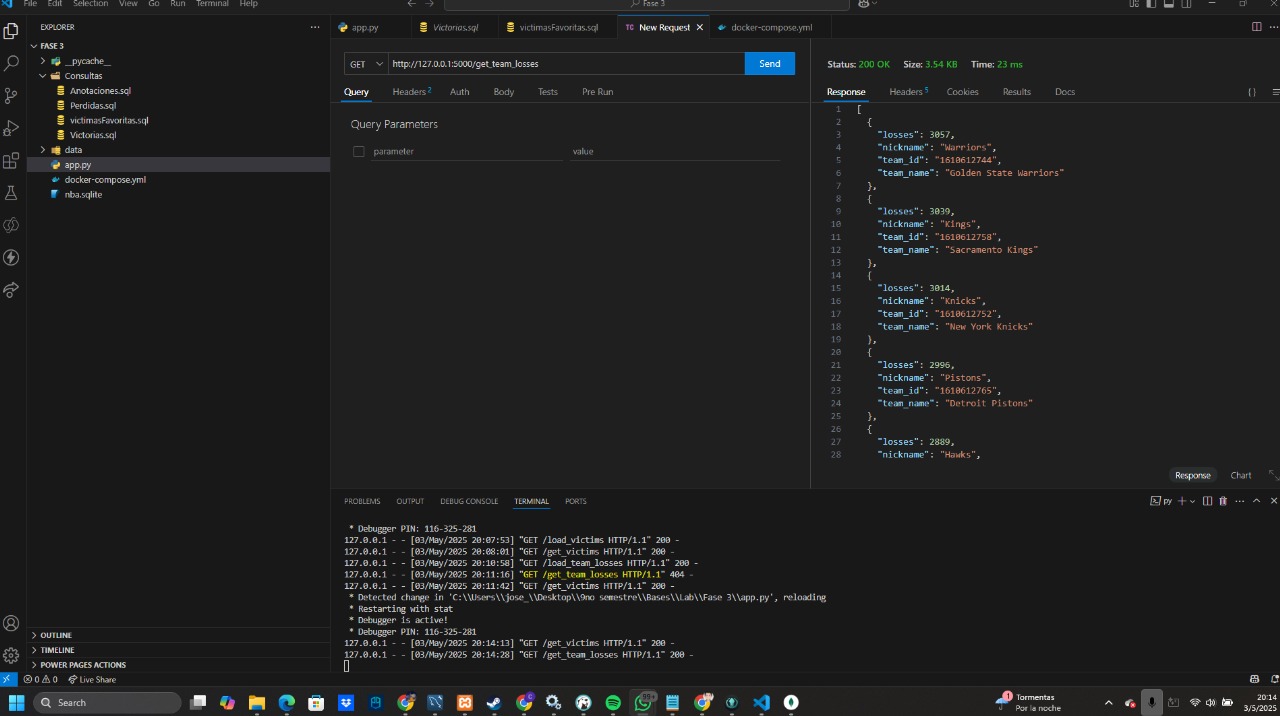 File Edit Selection View Go Run Terminal Help
Fase 3
EXPLORER
FASE 3
__pycache__
Consultas
Anotaciones.sql
Perdidas.sql
victimasFavoritas.sql
Victorias.sql
data
app.py
docker-compose.yml
nba.sqlite
OUTLINE
TIMELINE
POWER PAGES ACTIONS
app.py Victorias.sql victimasFavoritas.sql TC New Request docker-compose.yml
GET http://127.0.0.1:5000/get_team_losses Send
Query Headers 2 Auth Body Tests Pre Run
Query Parameters
parameter value
Status: 200 OK Size: 3.54 KB Time: 23 ms
Response Headers 5 Cookies Results Docs { }
1 [
2 {
3 "losses": 3057,
4 "nickname": "Warriors",
5 "team_id": "1610612744",
6 "team_name": "Golden State Warriors"
7 },
8 {
9 "losses": 3039,
10 "nickname": "Kings",
11 "team_id": "1610612758",
12 "team_name": "Sacramento Kings"
13 },
14 {
15 "losses": 3014,
16 "nickname": "Knicks",
17 "team_id": "1610612752",
18 "team_name": "New York Knicks"
19 },
20 {
21 "losses": 2996,
22 "nickname": "Pistons",
23 "team_id": "1610612765",
24 "team_name": "Detroit Pistons"
25 },
26 {
27 "losses": 2889,
28 "nickname": "Hawks",
Response Chart
PROBLEMS OUTPUT DEBUG CONSOLE TERMINAL PORTS
py
* Debugger PIN: 116-325-281
127.0.0.1 - - [03/May/2025 20:07:53] "GET /load_victims HTTP/1.1" 200 -
127.0.0.1 - - [03/May/2025 20:08:01] "GET /get_victims HTTP/1.1" 200 -
127.0.0.1 - - [03/May/2025 20:10:58] "GET /load_team_losses HTTP/1.1" 200 -
127.0.0.1 - - [03/May/2025 20:11:16] "GET /get_team_losses HTTP/1.1" 404 -
127.0.0.1 - - [03/May/2025 20:11:42] "GET /get_victims HTTP/1.1" 200 -
* Detected change in 'C:\\Users\\jose_\\Desktop\\9no semestre\\Bases\\Lab\\Fase 3\\app.py', reloading
* Restarting with stat
* Debugger is active!
* Debugger PIN: 116-325-281
127.0.0.1 - - [03/May/2025 20:14:13] "GET /get_victims HTTP/1.1" 200 -
127.0.0.1 - - [03/May/2025 20:14:28] "GET /get_team_losses HTTP/1.1" 200 -
0 0 Live Share
Search
99+
1
Tormentas
Por la noche
20:14
3/5/2025